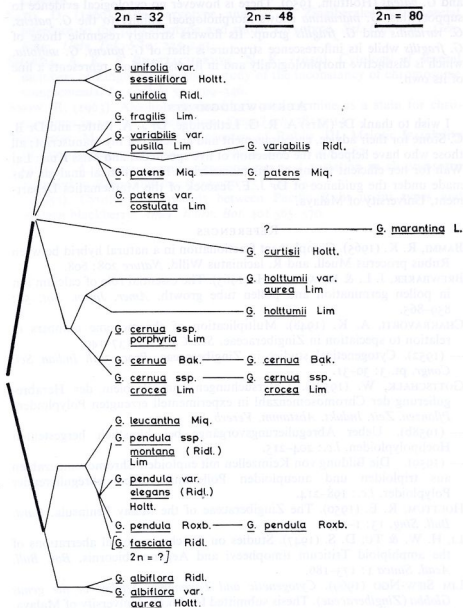 2n = 32 2n = 48 2n = 80
G. unifolia var.
sessiliflora Holtt.
G. unifolia Ridl.
G. fragilis Lim
G. variabilis var.
pusilla Lim G. variabilis Ridl.
G. patens Miq. G. patens Miq.
G. patens var.
costulata Lim
? G. maranting L.
G. curtisii Holtt.
G. holttumii var.
aurea Lim
G. holttumii Lim
G. cernua ssp.
porphyria Lim
G. cernua Bak. G. cernua Bak.
G. cernua ssp. G. cernua ssp.
crocea Lim crocea Lim
G. leucantha Miq.
G. pendula ssp.
montana (Ridl.)
Lim
G. pendula var.
elegans (Ridl.)
Holtt.
G. pendula Roxb. G. pendula Roxb.
[G. fasciata Ridl.
2n = ?]
G. albiflora Ridl.
G. albiflora var.
aurea Holtt.